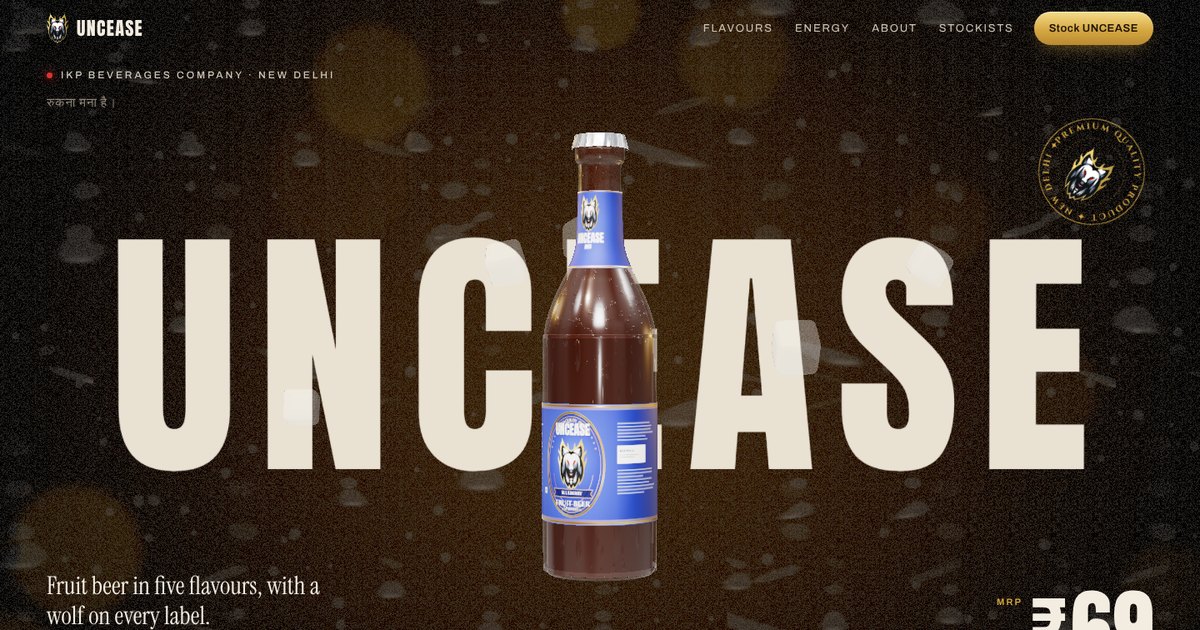 UNCEASE
FLAVOURS
ENERGY
ABOUT
STOCKISTS
Stock UNCEASE
IKP BEVERAGES COMPANY · NEW DELHI
रुकना मना है।
PREMIUM QUALITY PRODUCT ✦ NEW DELHI ✦
UNCEASE
UNCEASE
UNCEASE
FRUIT BEER
Fruit beer in five flavours, with a
wolf on every label.
MRP
₹69